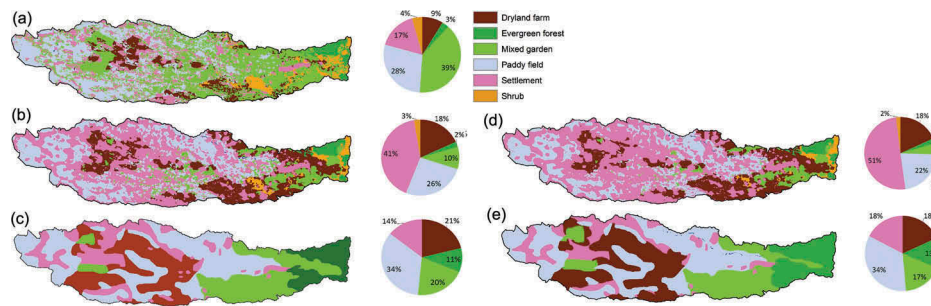 (a)
4%
9%
3%
17%
39%
28%
Dryland farm
Evergreen forest
Mixed garden
Paddy field
Settlement
Shrub
(b)
3%
18%
2%
41%
10%
26%
(d)
2%
18%
51%
22%
(c)
14%
21%
11%
34%
20%
(e)
18%
34%
17%